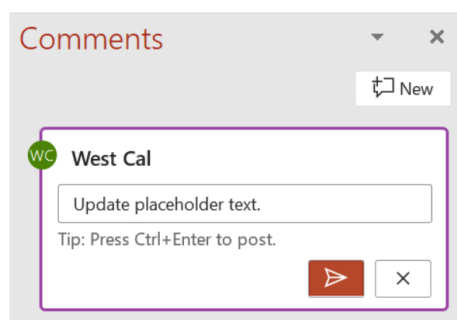 Comments
New
WC
West Cal
Update placeholder text.
Tip: Press Ctrl+Enter to post.